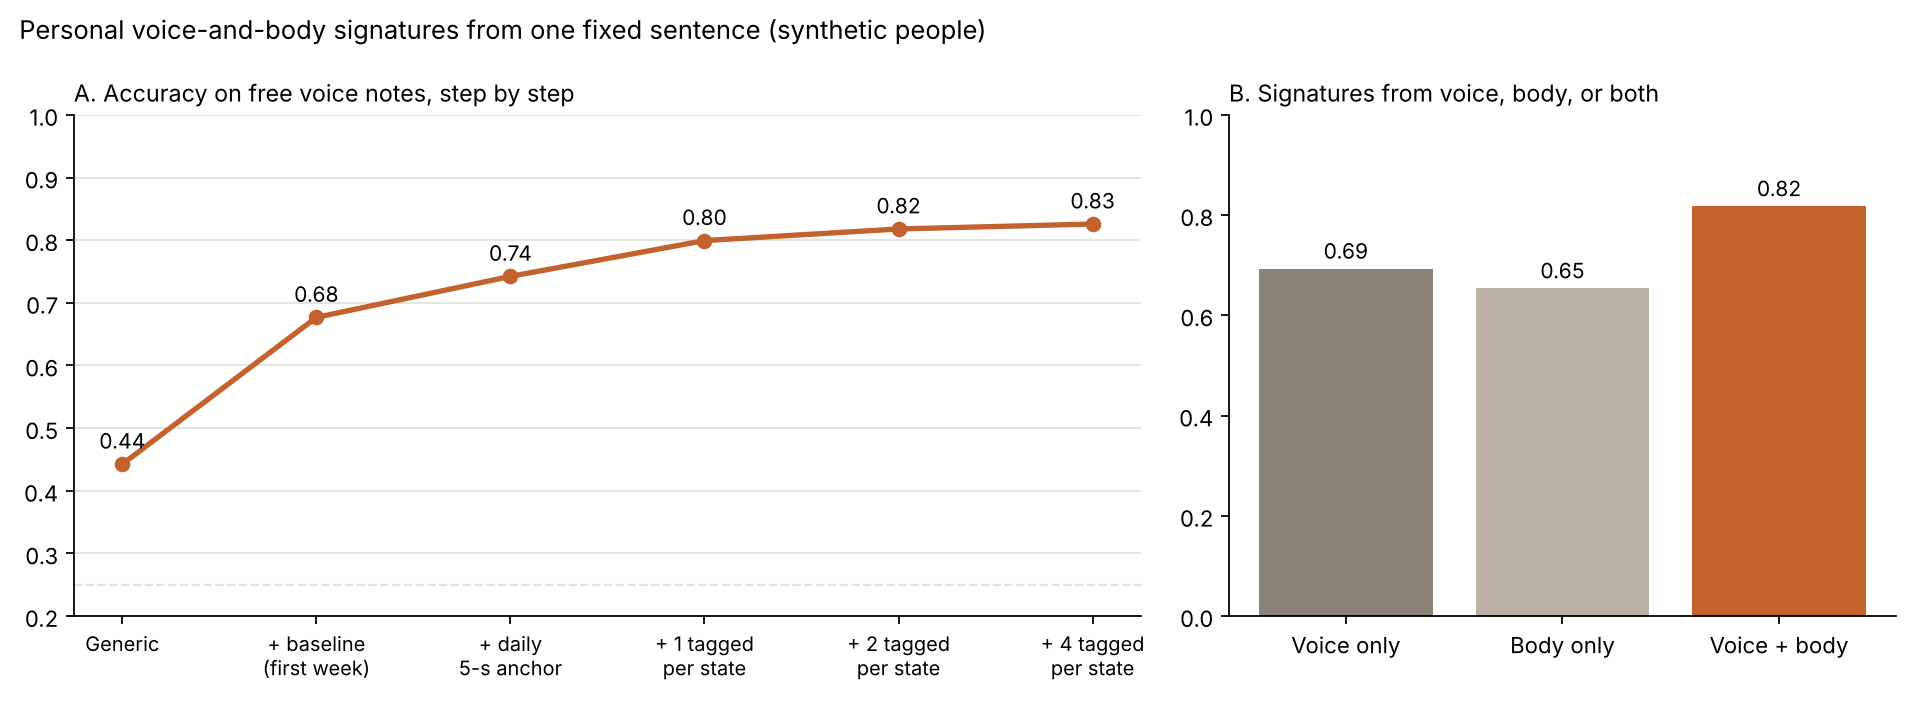 Personal voice-and-body signatures from one fixed sentence (synthetic people)
A. Accuracy on free voice notes, step by step
1.0
0.9
0.8
0.7
0.6
0.5
0.4
0.3
0.2
0.44
0.68
0.74
0.80
0.82
0.83
Generic
+ baseline
(first week)
+ daily
5-s anchor
+ 1 tagged
per state
+ 2 tagged
per state
+ 4 tagged
per state
B. Signatures from voice, body, or both
1.0
0.8
0.6
0.4
0.2
0.0
0.69
0.65
0.82
Voice only
Body only
Voice + body